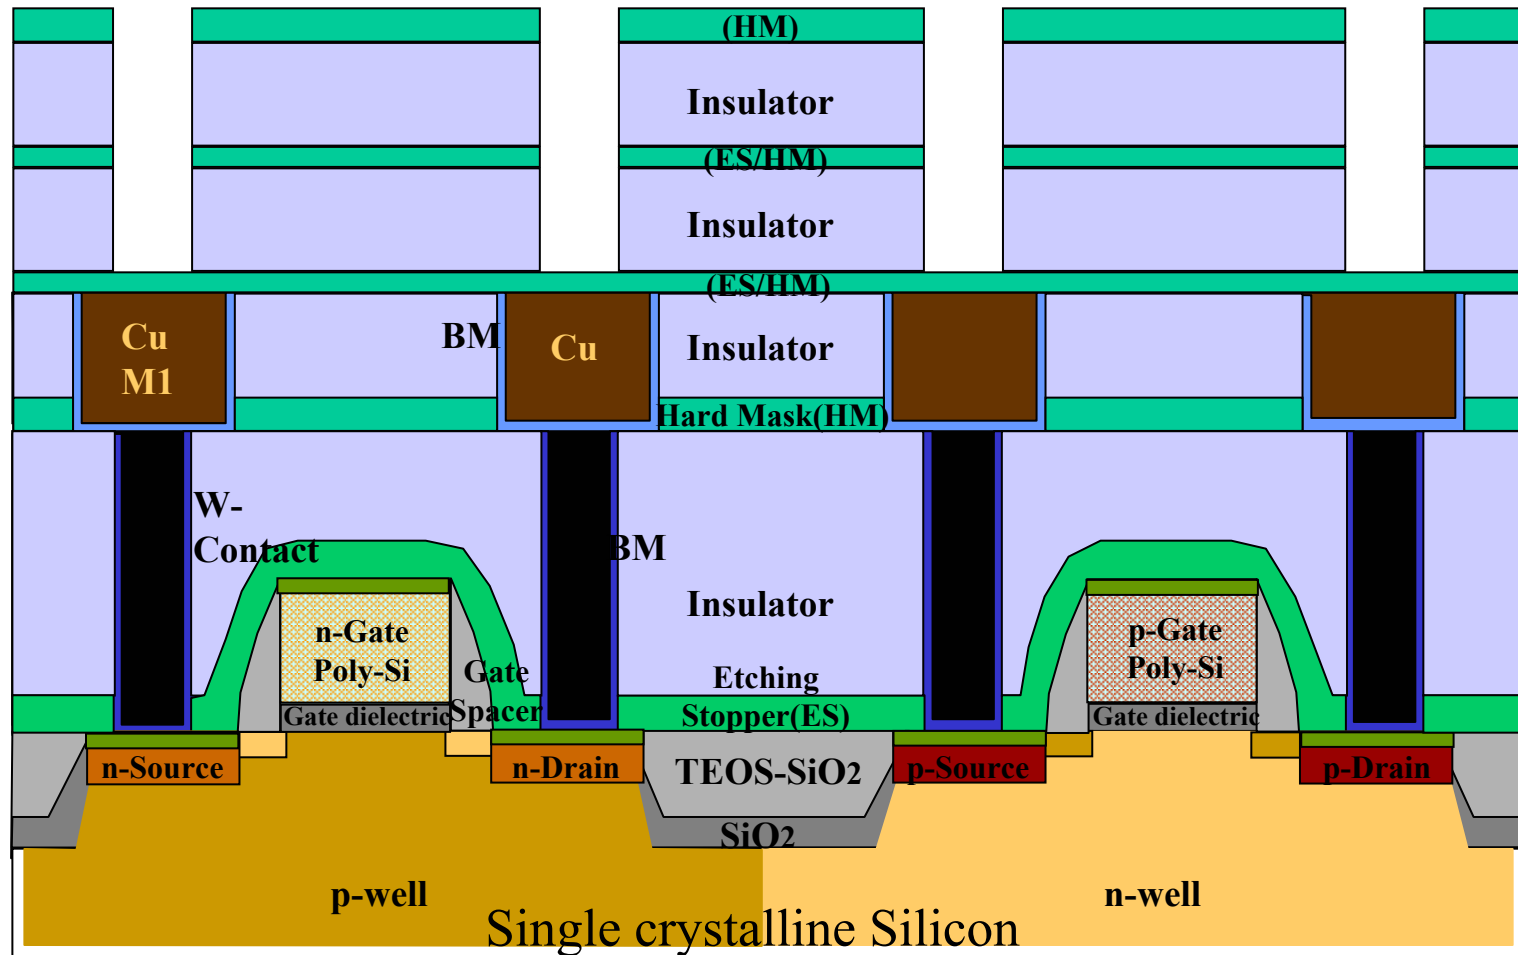 (HM)
Insulator
(ES/HM)
Insulator
(ES/HM)
Cu
M1
BM
Cu
Insulator
Hard Mask(HM)
W-
Contact
BM
Insulator
n-Gate
Poly-Si
Gate
Spacer
Etching
Stopper(ES)
p-Gate
Poly-Si
Gate dielectric
Gate dielectric
n-Source
n-Drain
TEOS-SiO2
p-Source
p-Drain
SiO2
p-well
n-well
Single crystalline Silicon